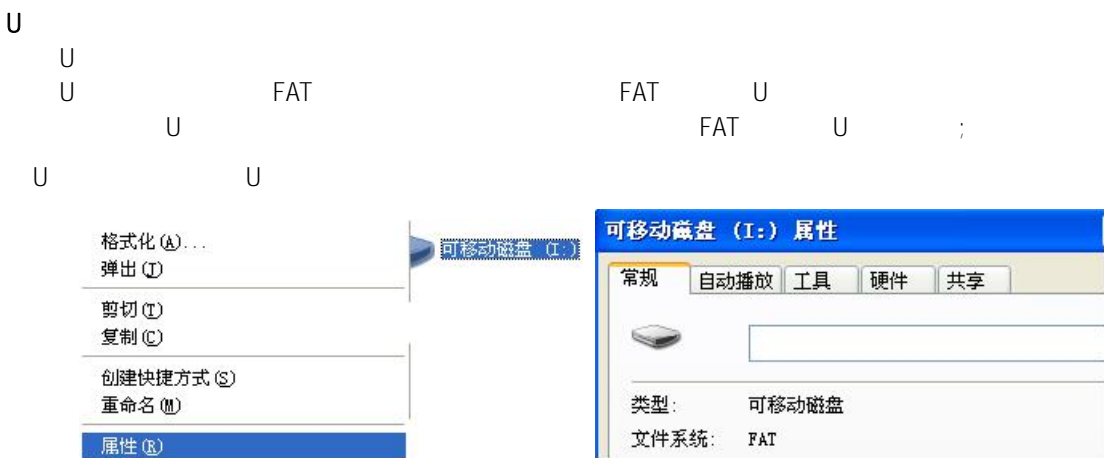 U
U
U FAT FAT U
U FAT U ;
U U
格式化(A)...
弹出(J)
剪切(T)
复制(C)
创建快捷方式(S)
重命名(M)
属性(R)
可移动磁盘 (I:)
可移动磁盘 (I:) 属性
常规 自动播放 工具 硬件 共享
类型: 可移动磁盘
文件系统: FAT